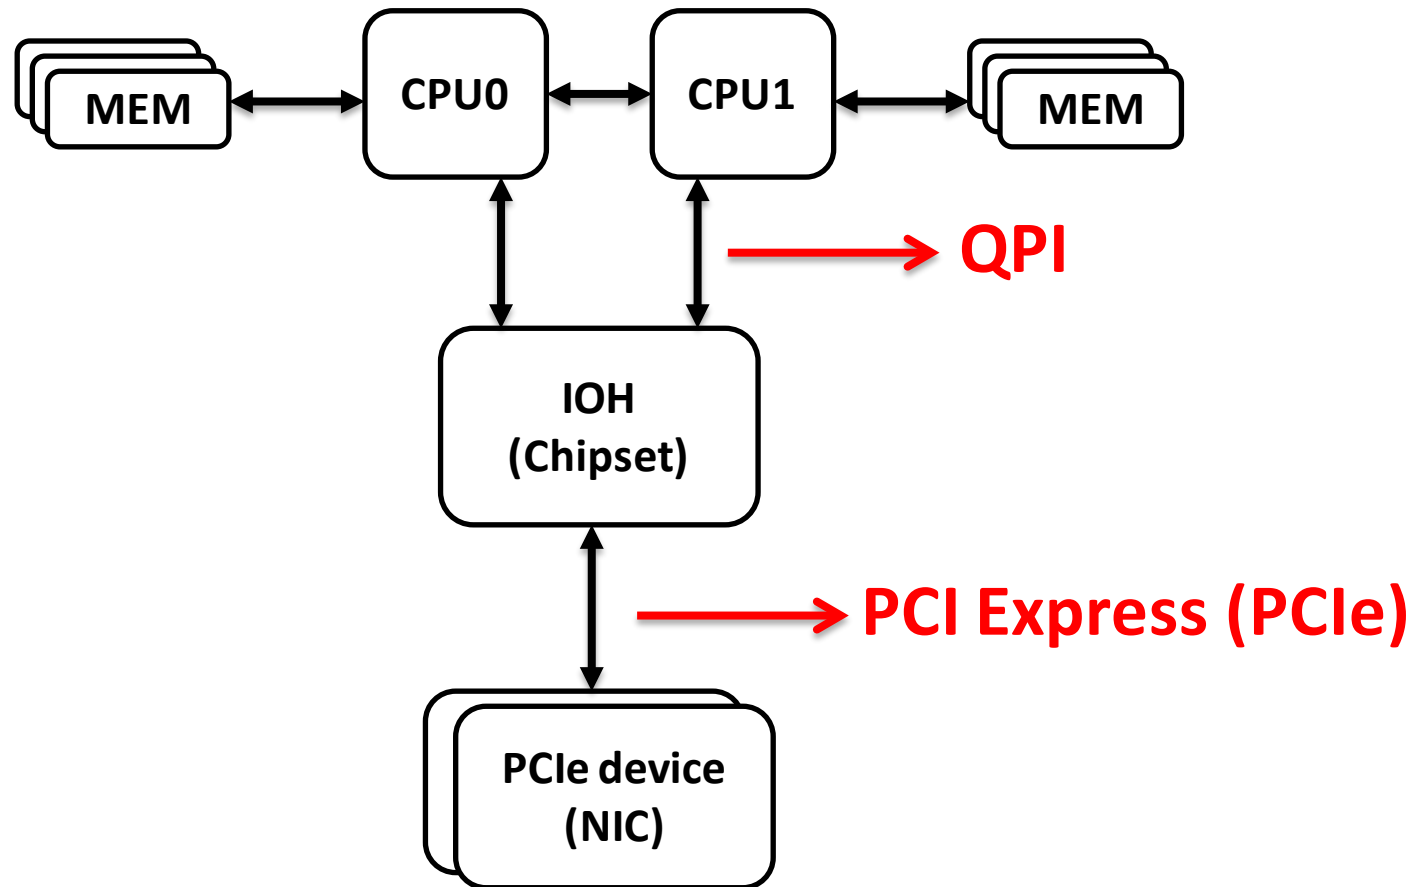 MEM
CPU0
CPU1
MEM
QPI
IOH
(Chipset)
PCI Express (PCIe)
PCIe device
(NIC)